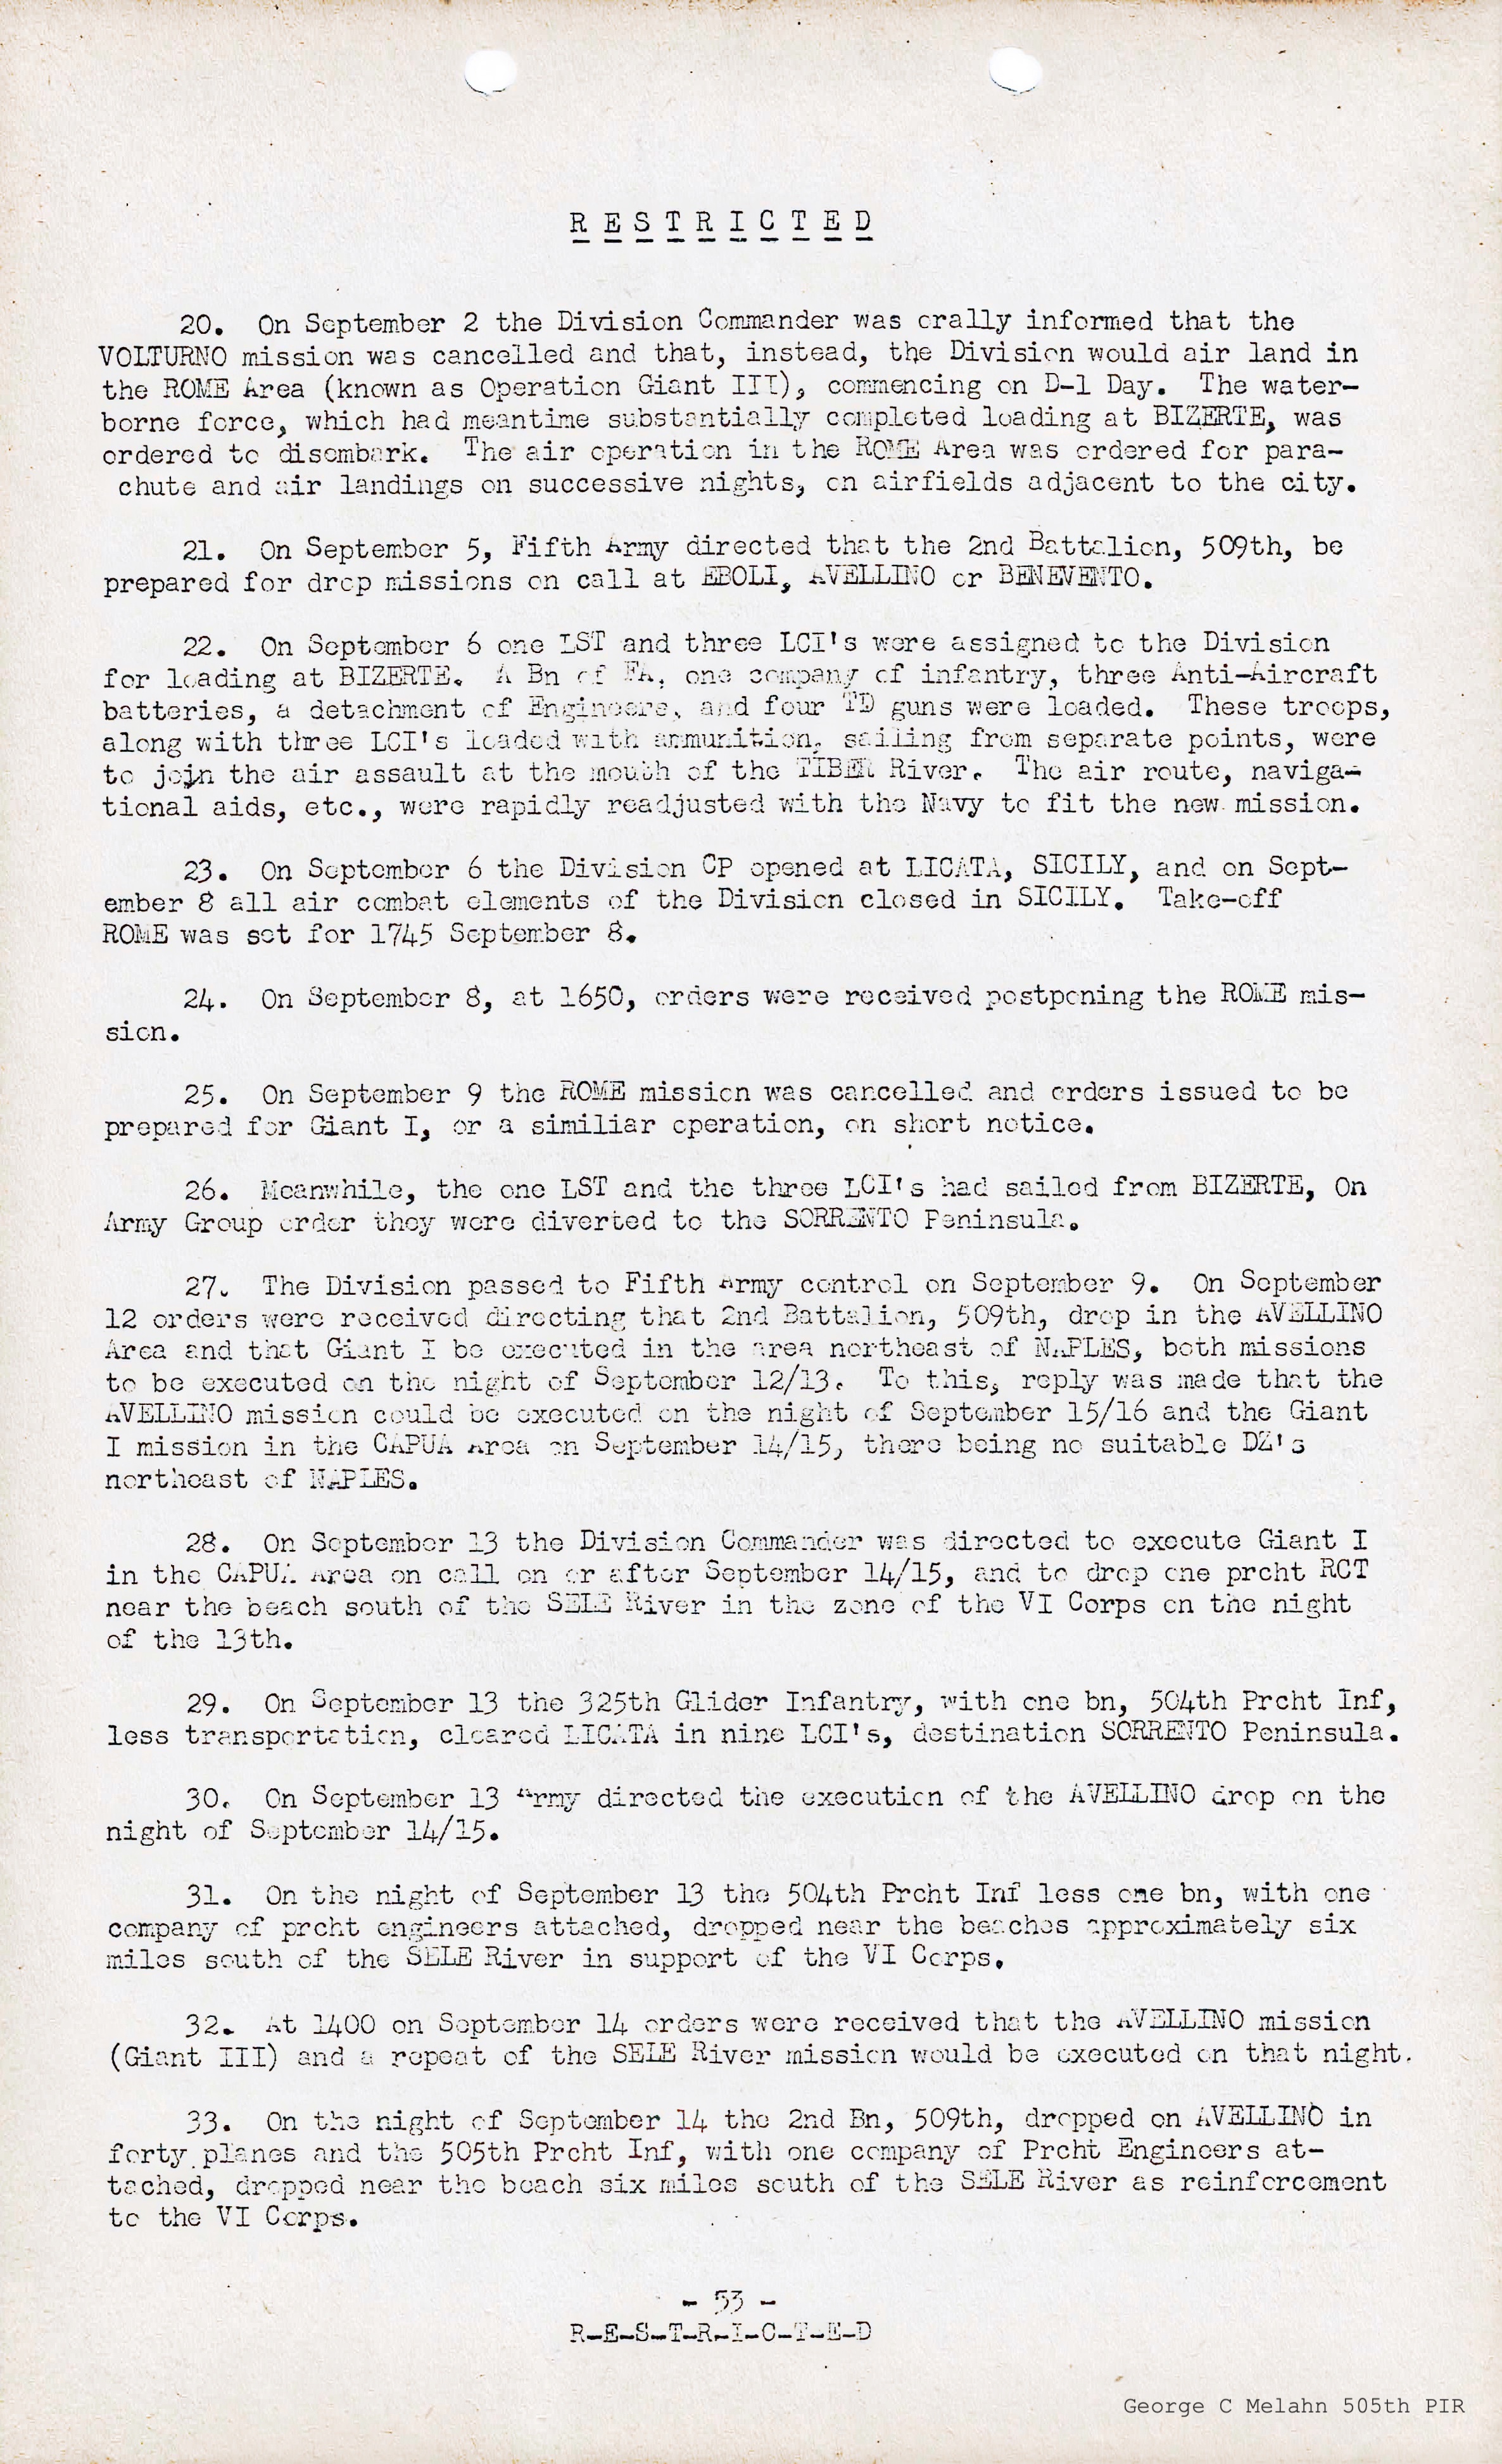 R E S T R I C T E D
20. On September 2 the Division Commander was orally informed that the
VOLTURNO mission was cancelled and that, instead, the Division would air land in
the ROME Area (known as Operation Giant III), commencing on D-1 Day. The water-
borne force, which had meantime substantially completed loading at BIZERTE, was
ordered to disembark. The air operation in the ROME Area was ordered for para-
chute and air landings on successive nights, on airfields adjacent to the city.
21. On September 5, Fifth Army directed that the 2nd Battalion, 509th, be
prepared for drop missions on call at EBOLI, AVELLINO or BENEVENTO.
22. On September 6 one LST and three LCI's were assigned to the Division
for loading at BIZERTE. A Bn of FA, one company of infantry, three Anti-Aircraft
batteries, a detachment of Engineers, and four TD guns were loaded. These troops,
along with three LCI's loaded with ammunition, sailing from separate points, were
to join the air assault at the mouth of the TIBER River. The air route, naviga-
tional aids, etc., were rapidly readjusted with the Navy to fit the new mission.
23. On September 6 the Division CP opened at LICATA, SICILY, and on Sept-
ember 8 all air combat elements of the Division closed in SICILY. Take-off
ROME was set for 1745 September 8.
24. On September 8, at 1650, orders were received postponing the ROME mis-
sion.
25. On September 9 the ROME mission was cancelled and orders issued to be
prepared for Giant I, or a similiar operation, on short notice.
26. Meanwhile, the one LST and the three LCI's had sailed from BIZERTE, On
Army Group order they were diverted to the SORRENTO Peninsula.
27. The Division passed to Fifth Army control on September 9. On September
12 orders were received directing that 2nd Battalion, 509th, drop in the AVELLINO
Area and that Giant I be executed in the area northeast of NAPLES, both missions
to be executed on the night of September 12/13. To this, reply was made that the
AVELLINO mission could be executed on the night of September 15/16 and the Giant
I mission in the CAPUA Area on September 14/15, there being no suitable DZ's
northeast of NAPLES.
28. On September 13 the Division Commander was directed to execute Giant I
in the CAPUA Area on call on or after September 14/15, and to drop one prcht RCT
near the beach south of the SELE River in the zone of the VI Corps on the night
of the 13th.
29. On September 13 the 325th Glider Infantry, with one bn, 504th Prcht Inf,
less transportation, cleared LICATA in nine LCI's, destination SORRENTO Peninsula.
30. On September 13 Army directed the execution of the AVELLINO drop on the
night of September 14/15.
31. On the night of September 13 the 504th Prcht Inf less one bn, with one
company of prcht engineers attached, dropped near the beaches approximately six
miles south of the SELE River in support of the VI Corps.
32. At 1400 on September 14 orders were received that the AVELLINO mission
(Giant III) and a repeat of the SELE River mission would be executed on that night.
33. On the night of September 14 the 2nd Bn, 509th, dropped on AVELLINO in
forty planes and the 505th Prcht Inf, with one company of Prcht Engineers at-
tached, dropped near the beach six miles south of the SELE River as reinforcement
to the VI Corps.
- 53 -
R-E-S-T-R-I-C-T-E-D
George C Melahn 505th PIR